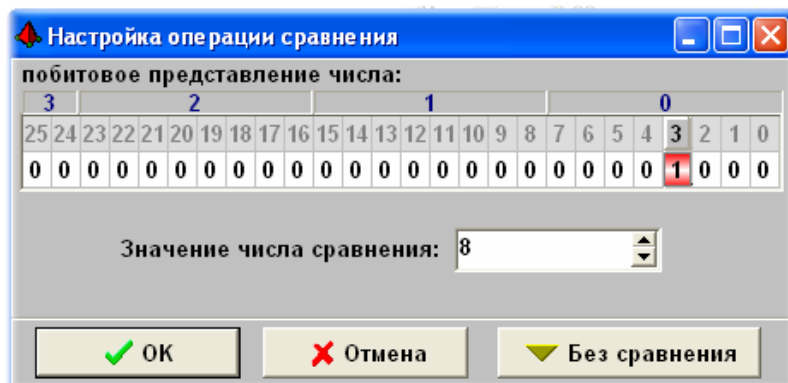 Настройка операции сравнения
побитовое представление числа:
3 2 1 0
25 24 23 22 21 20 19 18 17 16 15 14 13 12 11 10 9 8 7 6 5 4 3 2 1 0
0 0 0 0 0 0 0 0 0 0 0 0 0 0 0 0 0 0 0 0 0 0 1 0 0 0
Значение числа сравнения: 8
OK Отмена Без сравнения